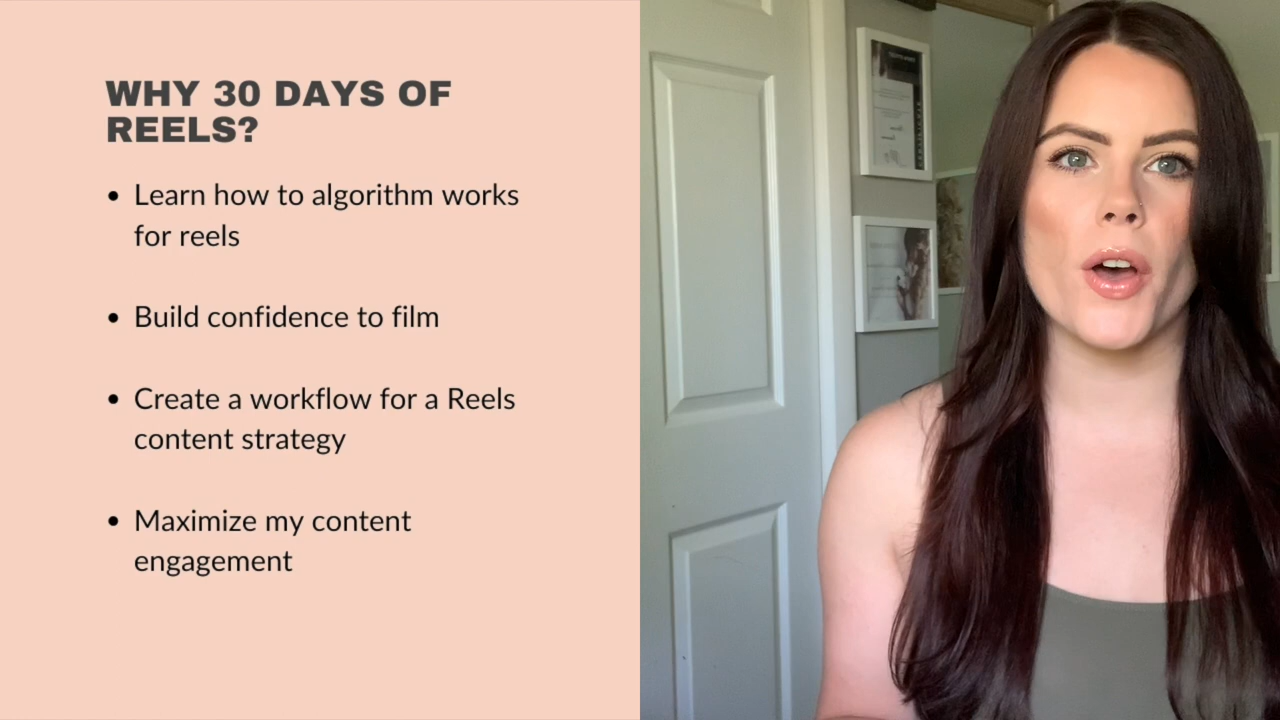 WHY 30 DAYS OF
REELS?
• Learn how to algorithm works
for reels
• Build confidence to film
• Create a workflow for a Reels
content strategy
• Maximize my content
engagement